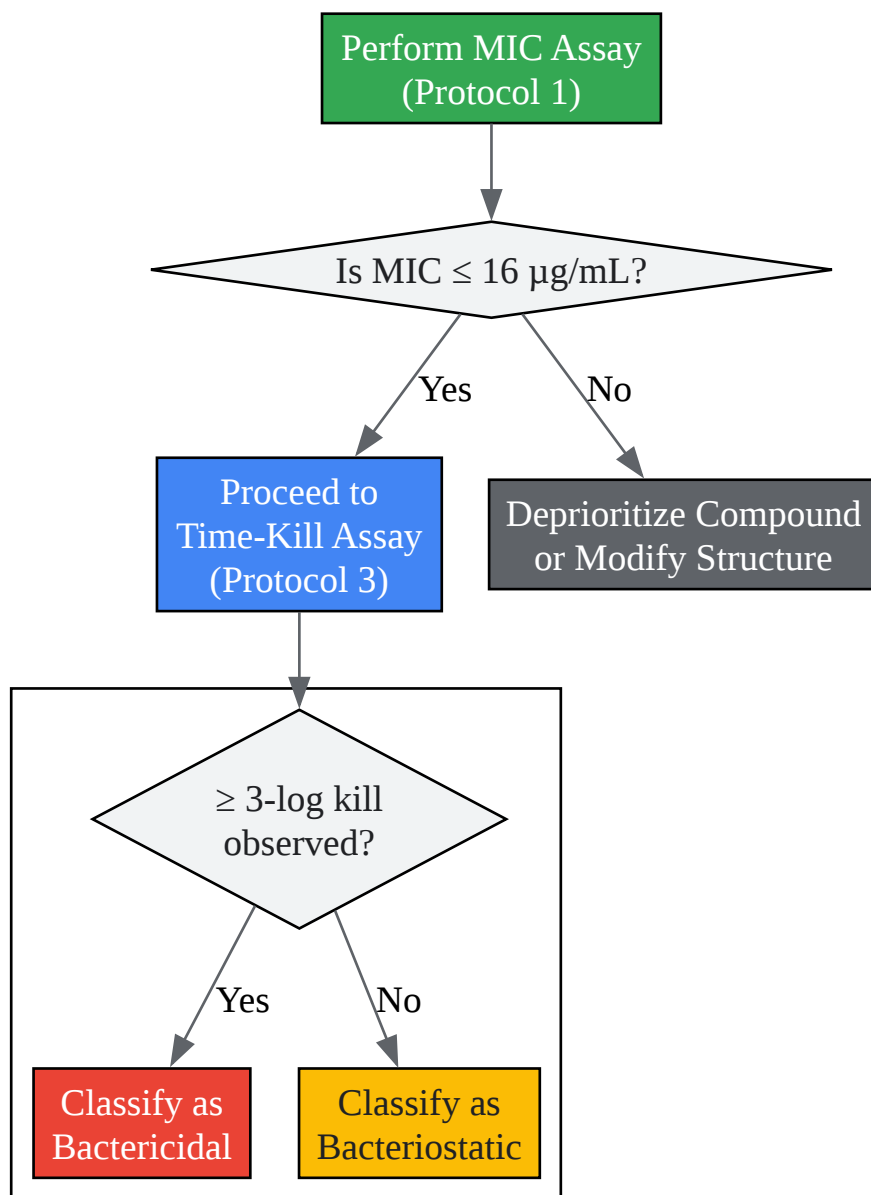 Perform MIC Assay
(Protocol 1)
Is MIC ≤ 16 µg/mL?
Yes
No
Proceed to
Time-Kill Assay
(Protocol 3)
Deprioritize Compound
or Modify Structure
≥ 3-log kill
observed?
Yes
No
Classify as
Bactericidal
Classify as
Bacteriostatic